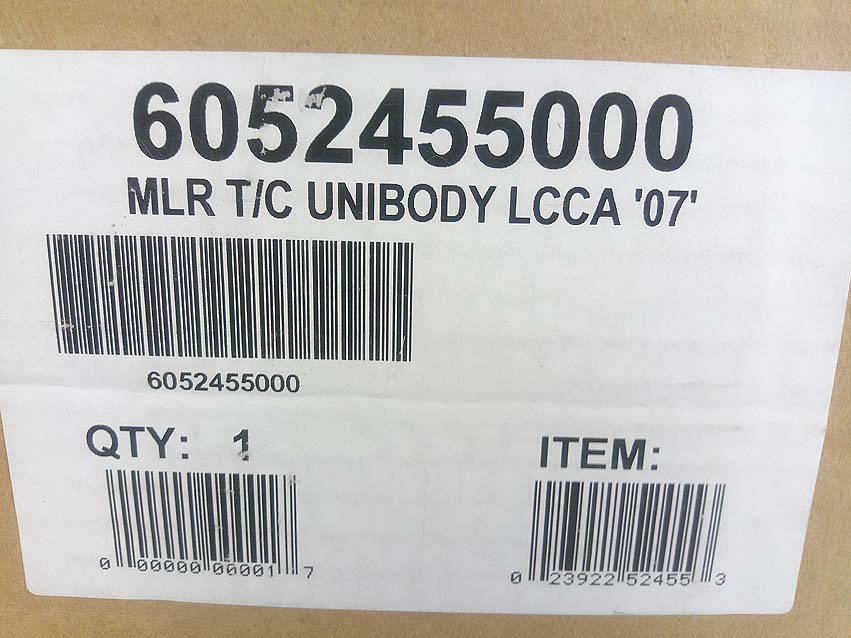 6052455000
MLR T/C UNIBODY LCCA '07'
6052455000
QTY: 1
ITEM:
0 00000 00001 7
0 23922 52455 3